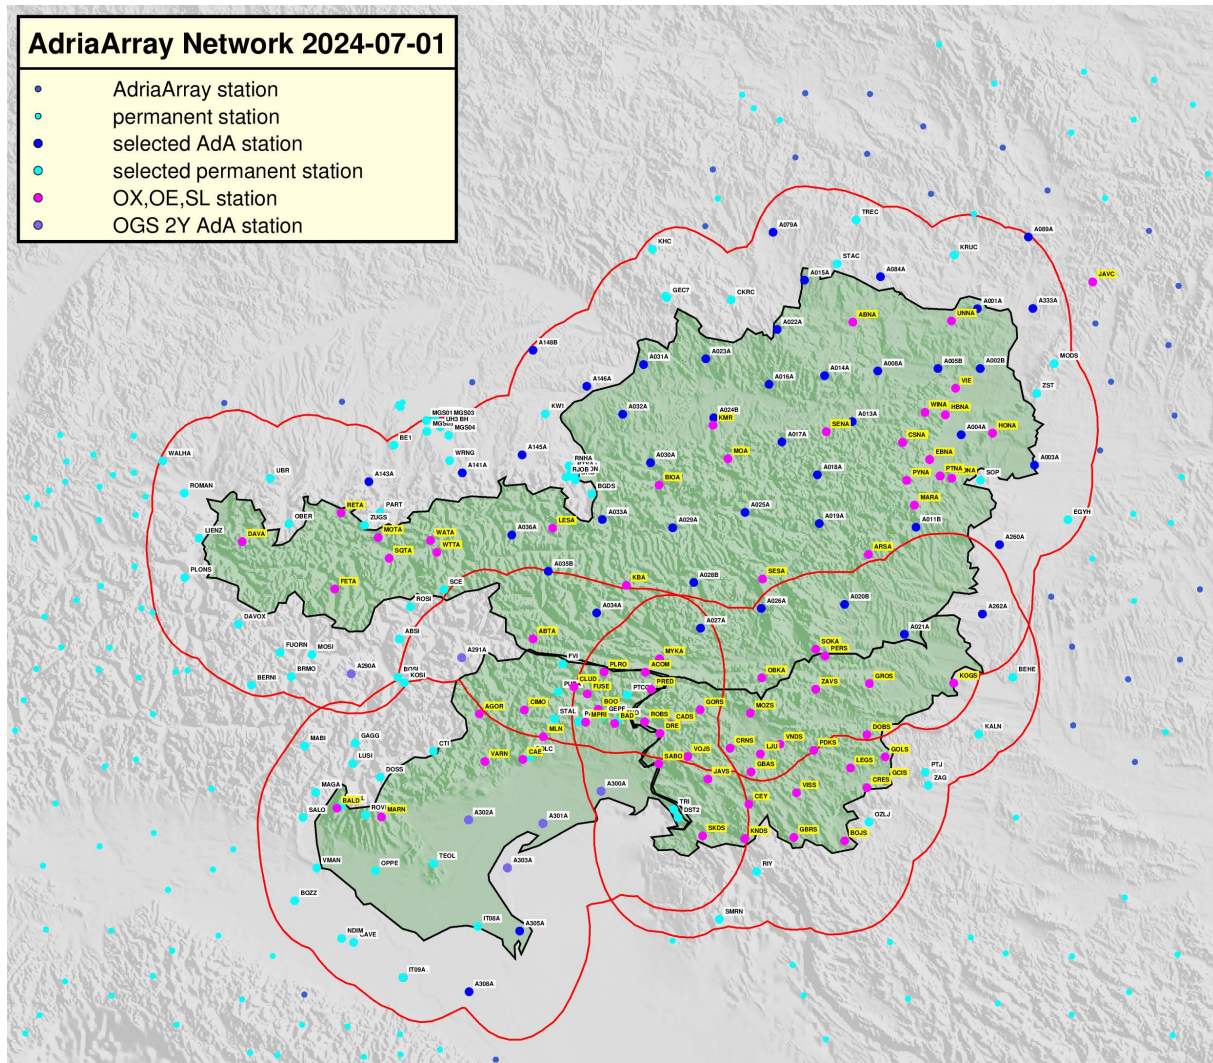 AdriaArray Network 2024-07-01
AdriaArray station
permanent station
selected AdA station
selected permanent station
OX,OE,SL station
OGS 2Y AdA station
TREC
A079A
A089A
KHC
KRUC
STAC
JAVC
A084A
A015A
GEC7
CKRC
A001A
A333A
UNNA
ABNA
A022A
A148B
A023A
A031A
MODS
A005B
A002B
A008A
A014A
A016A
A146A
VIE
ZST
A032A
KW1
A024B
WINA
HBNA
MGS01
MGS03
UH3
BH
KMR
A013A
SENA
MGS05
MGS04
A004A
HONA
BE1
A017A
CSNA
WALHA
WRNG
A145A
MOA
RNHA
A030A
EBNA
A003A
RJOB
UBR
A141A
A143A
A018A
PYNA
PTNA
SOP
BIOA
ROMAN
BGDS
MARA
RETA
PART
A025A
EGYH
OBER
ZUGS
A033A
A029A
A019A
A011B
LESA
LIENZ
DAVA
MOTA
WATA
A036A
A260A
WTTA
ARSA
SQTA
PLONS
A035B
SESA
FETA
SCE
KBA
A028B
ROSI
A034A
A026A
A020B
A262A
DAVOX
A027A
ABSI
ABTA
A021A
FUORN
MOSI
SOKA
PERS
A291A
FVI
MYKA
BERNI
BRMO
A290A
BOSI
KOSI
PLRO
ACOM
OBKA
GROS
KOGS
BEHE
CLUD
FUSE
PRED
ZAVS
PTCC
CIMO
AGOR
BOO
GEPF
GORS
MOZS
STAL
MPRI
BAD
ROBS
CADS
DRE
DOBS
KALN
MABI
GAGG
CTI
MLN
CRNS
VNDS
LUSI
VARN
CAE
SABO
VOJS
LJU
PDKS
GOLS
DOSS
JAVS
GBAS
LEGS
GCIS
PTJ
MAGA
A300A
VISS
CRES
ZAG
BALD
SALO
ROVI
MARN
A302A
A301A
TRI
DST2
CEY
OZLJ
SKDS
KNDS
GBRS
BOJS
VMAN
OPPE
TEOL
A303A
RIY
BOZZ
IT08A
A305A
SMRN
NDIM
CAVE
IT09A
A308A